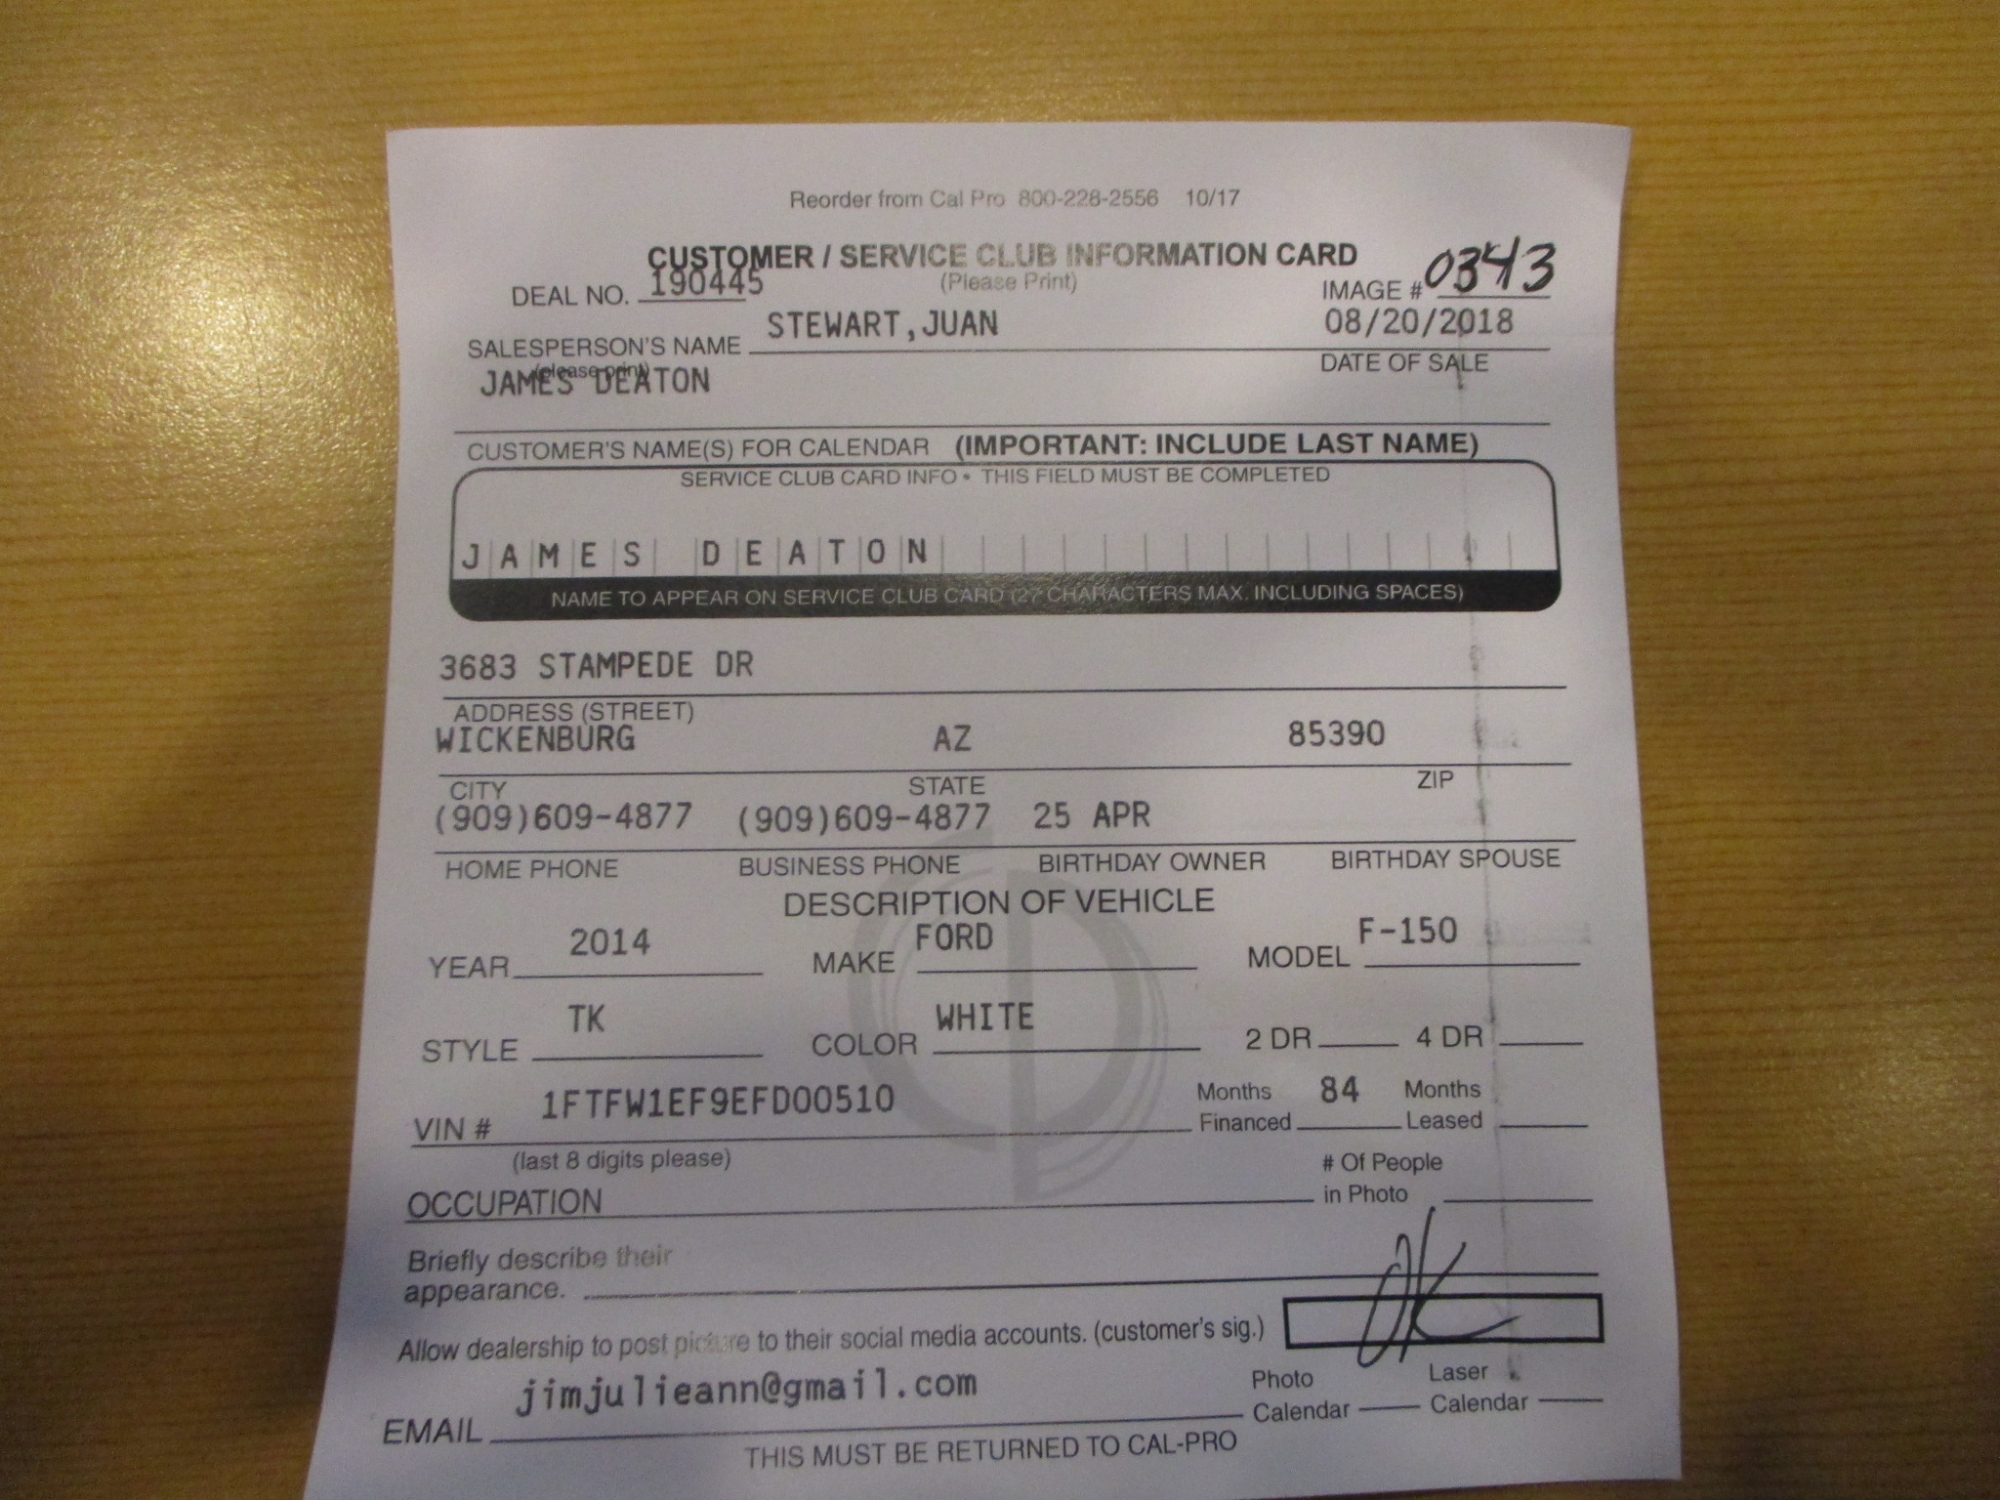 Reorder from Cal Pro 800-228-2556 10/17
CUSTOMER / SERVICE CLUB INFORMATION CARD
(Please Print)
DEAL NO. 190445 IMAGE # 0343
SALESPERSON'S NAME STEWART,JUAN 08/20/2018
(please print) DATE OF SALE
JAMES DEATON
CUSTOMER'S NAME(S) FOR CALENDAR (IMPORTANT: INCLUDE LAST NAME)
SERVICE CLUB CARD INFO • THIS FIELD MUST BE COMPLETED
JAMES DEATON
NAME TO APPEAR ON SERVICE CLUB CARD (27 CHARACTERS MAX. INCLUDING SPACES)
3683 STAMPEDE DR
ADDRESS (STREET)
WICKENBURG AZ 85390
CITY STATE ZIP
(909)609-4877 (909)609-4877 25 APR
HOME PHONE BUSINESS PHONE BIRTHDAY OWNER BIRTHDAY SPOUSE
DESCRIPTION OF VEHICLE
YEAR 2014 MAKE FORD MODEL F-150
STYLE TK COLOR WHITE 2 DR 4 DR
VIN # 1FTFW1EF9EFD00510 Months Financed 84 Months Leased
(last 8 digits please) # Of People
OCCUPATION in Photo
Briefly describe their
appearance.
Allow dealership to post picture to their social media accounts. (customer's sig.) OK
EMAIL jimjulieann@gmail.com Photo Calendar Laser Calendar
THIS MUST BE RETURNED TO CAL-PRO